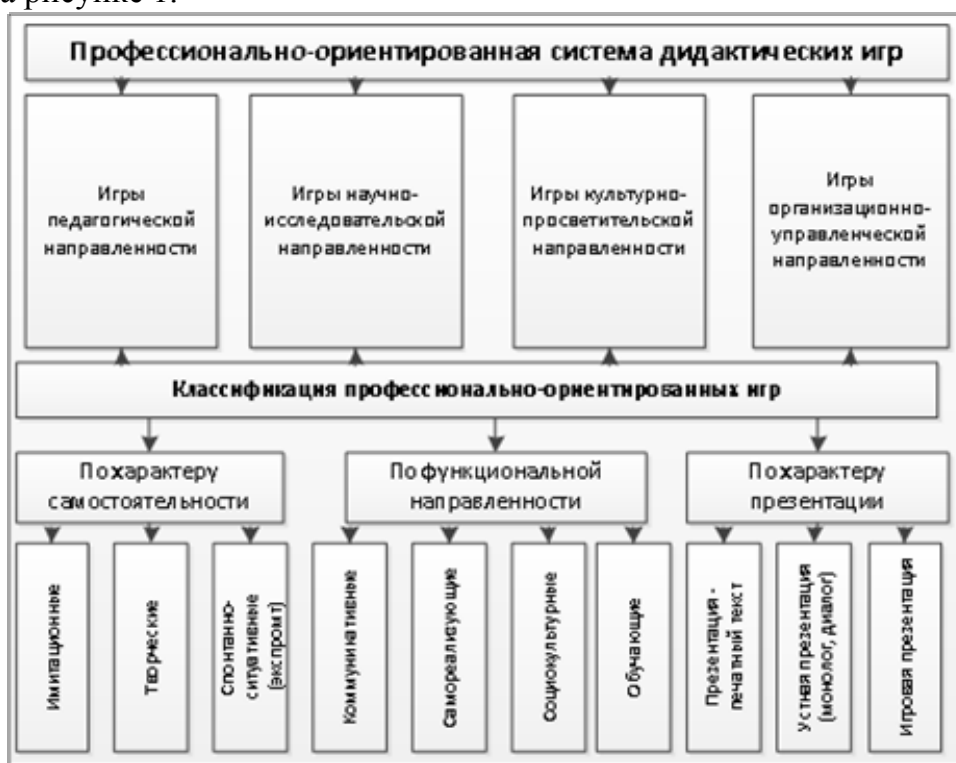 а рисунке 1.
Профессионально-ориентированная система дидактических игр
Игры
педагогической
направленности
Игры научно-
исследовательской
направленности
Игры культурно-
просветительской
направленности
Игры
организационно-
управленческой
направленности
Классификация профессионально-ориентированных игр
По характеру
самостоятельности
По функциональной
направленности
По характеру
презентации
Имитационные
Творческие
Спонтанно-
ситуативные
(экспромт)
Коммуникативные
Самореализующие
Социокультурные
Обучающие
Презентация -
печатный текст
Устная презентация
(монолог, диалог)
Игровая презентация